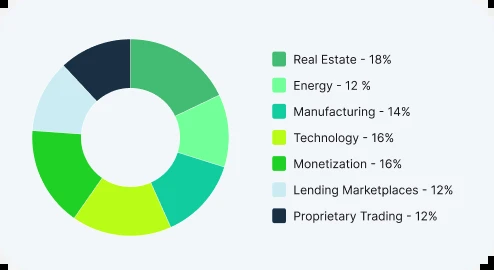 Real Estate - 18%
Energy - 12 %
Manufacturing - 14%
Technology - 16%
Monetization - 16%
Lending Marketplaces - 12%
Proprietary Trading - 12%